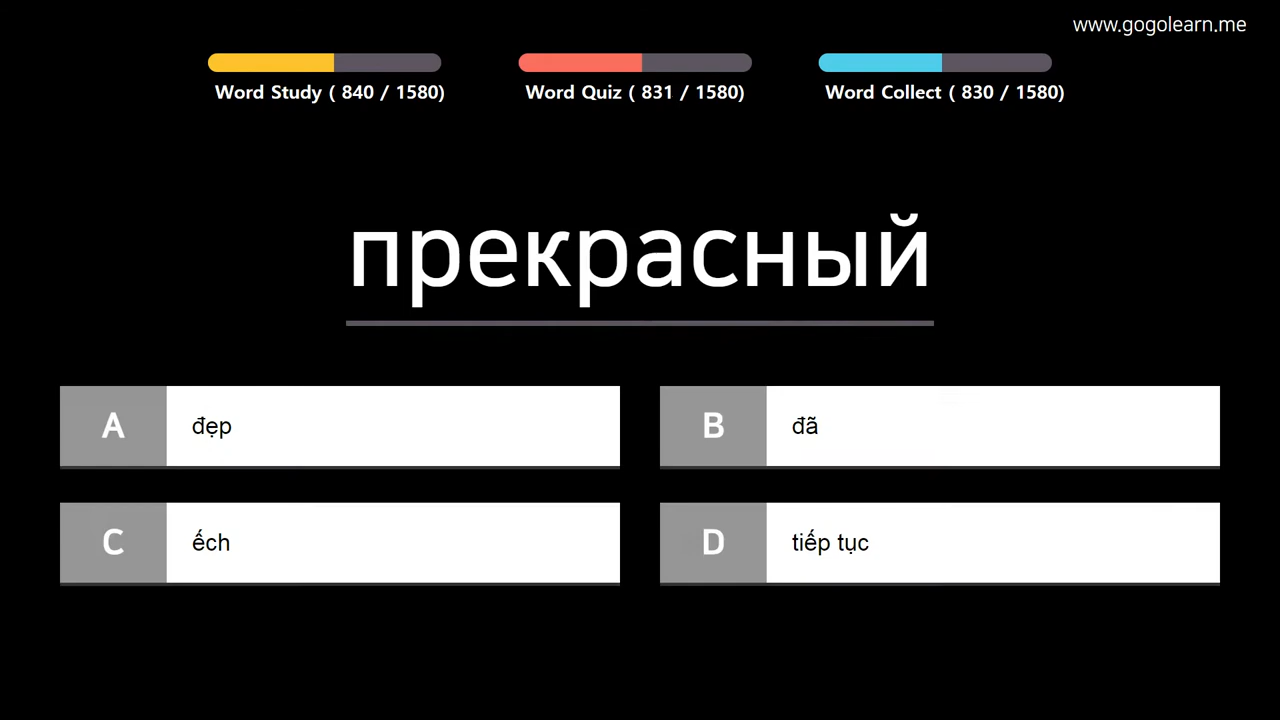 www.gogolearn.me
Word Study ( 840 / 1580)
Word Quiz ( 831 / 1580)
Word Collect ( 830 / 1580)
прекрасный
A đẹp
B đã
C ếch
D tiếp tục